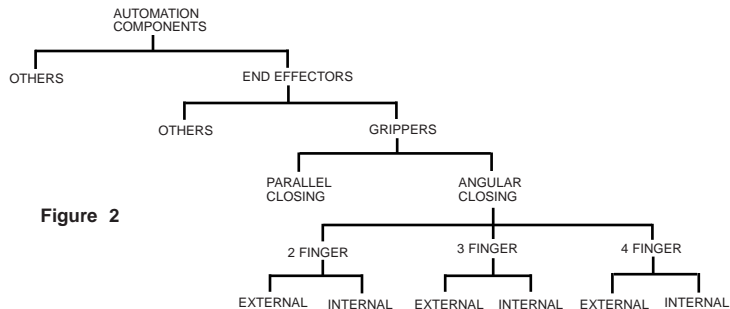 AUTOMATION
COMPONENTS
OTHERS
END EFFECTORS
OTHERS
GRIPPERS
PARALLEL
CLOSING
ANGULAR
CLOSING
Figure 2
2 FINGER
3 FINGER
4 FINGER
EXTERNAL
INTERNAL
EXTERNAL
INTERNAL
EXTERNAL
INTERNAL